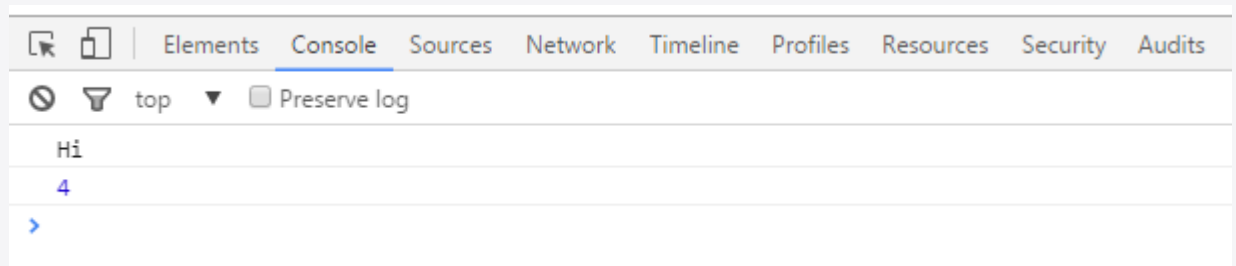 Elements Console Sources Network Timeline Profiles Resources Security Audits
top ▼ Preserve log
Hi
4
>